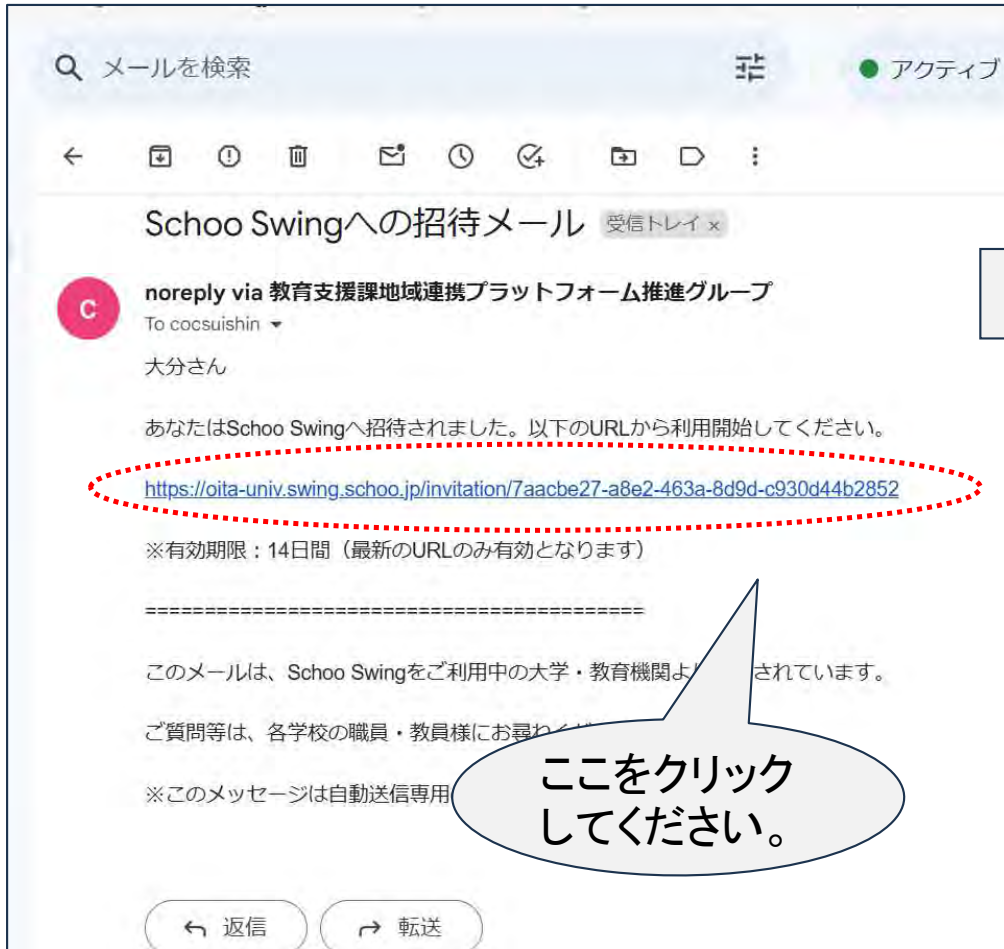 メールを検索
アクティブ
Schoo Swingへの招待メール 受信トレイ ×
C
noreply via 教育支援課地域連携プラットフォーム推進グループ
To cocsuishin
大分さん
あなたはSchoo Swingへ招待されました。以下のURLから利用開始してください。
https://oita-univ.swing.schoo.jp/invitation/7aacbe27-a8e2-463a-8d9d-c930d44b2852
※有効期限：14日間（最新のURLのみ有効となります）
==========================================
このメールは、Schoo Swingをご利用中の大学・教育機関よ されています。
ご質問等は、各学校の職員・教員様にお尋ねくだ
※このメッセージは自動送信専用
ここをクリック
してください。
返信 転送